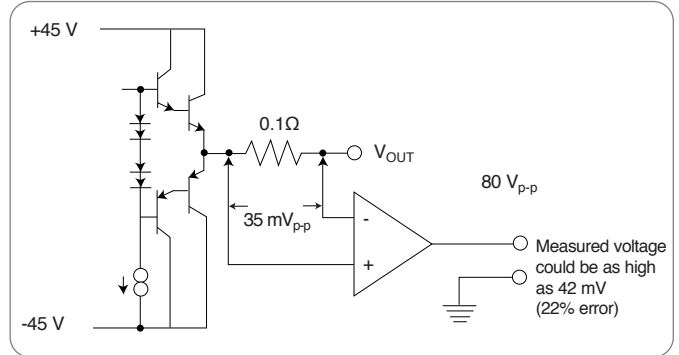 +45 V
0.1Ω
V_OUT
80 V_p-p
35 mV_p-p
-
+
Measured voltage
could be as high
as 42 mV
(22% error)
-45 V